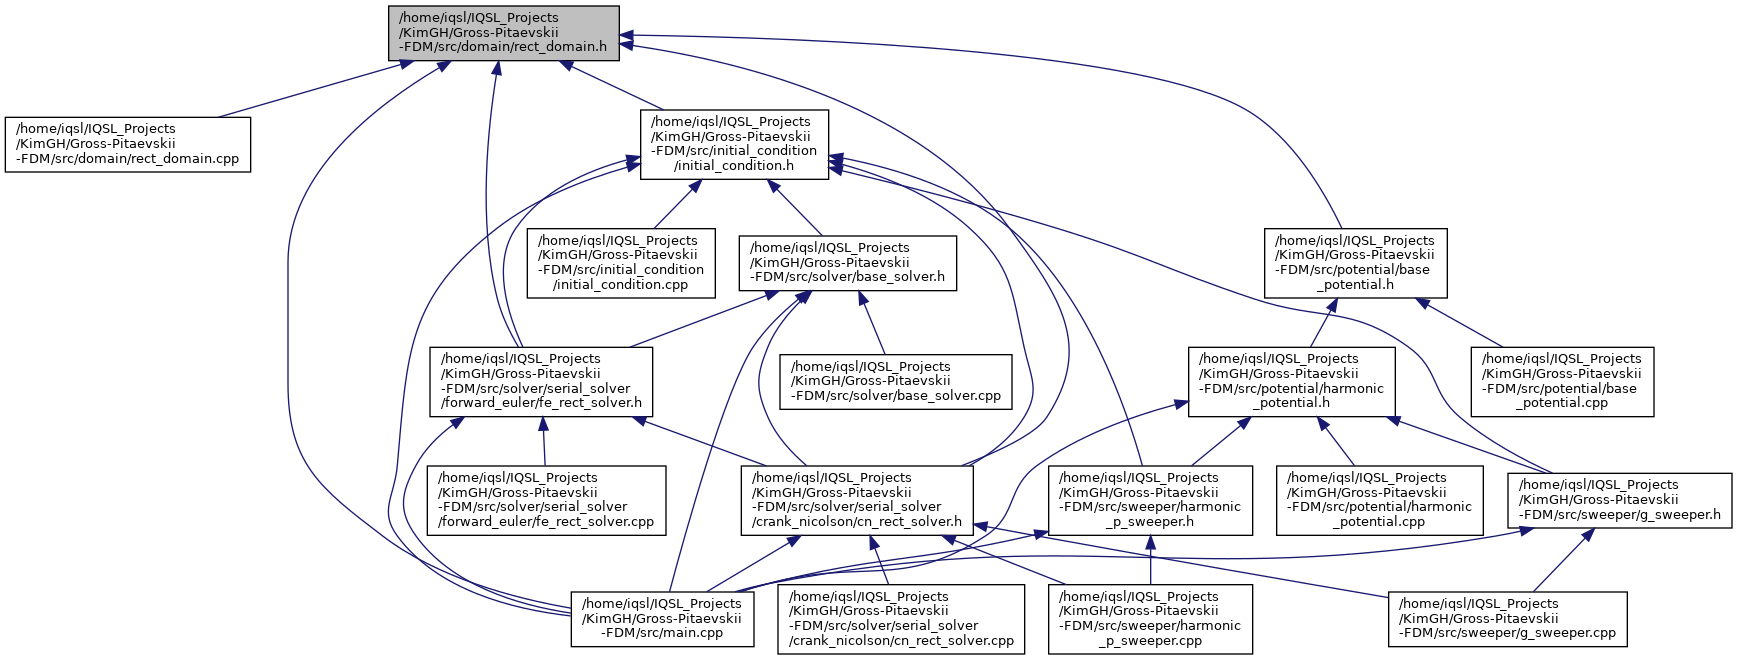 /home/iqsl/IQSL_Projects
/KimGH/Gross-Pitaevskii
-FDM/src/domain/rect_domain.h
/home/iqsl/IQSL_Projects
/KimGH/Gross-Pitaevskii
-FDM/src/domain/rect_domain.cpp
/home/iqsl/IQSL_Projects
/KimGH/Gross-Pitaevskii
-FDM/src/initial_condition
/initial_condition.h
/home/iqsl/IQSL_Projects
/KimGH/Gross-Pitaevskii
-FDM/src/initial_condition
/initial_condition.cpp
/home/iqsl/IQSL_Projects
/KimGH/Gross-Pitaevskii
-FDM/src/solver/base_solver.h
/home/iqsl/IQSL_Projects
/KimGH/Gross-Pitaevskii
-FDM/src/potential/base
_potential.h
/home/iqsl/IQSL_Projects
/KimGH/Gross-Pitaevskii
-FDM/src/solver/serial_solver
/forward_euler/fe_rect_solver.h
/home/iqsl/IQSL_Projects
/KimGH/Gross-Pitaevskii
-FDM/src/solver/base_solver.cpp
/home/iqsl/IQSL_Projects
/KimGH/Gross-Pitaevskii
-FDM/src/potential/harmonic
_potential.h
/home/iqsl/IQSL_Projects
/KimGH/Gross-Pitaevskii
-FDM/src/potential/base
_potential.cpp
/home/iqsl/IQSL_Projects
/KimGH/Gross-Pitaevskii
-FDM/src/solver/serial_solver
/forward_euler/fe_rect_solver.cpp
/home/iqsl/IQSL_Projects
/KimGH/Gross-Pitaevskii
-FDM/src/solver/serial_solver
/crank_nicolson/cn_rect_solver.h
/home/iqsl/IQSL_Projects
/KimGH/Gross-Pitaevskii
-FDM/src/sweeper/harmonic
_p_sweeper.h
/home/iqsl/IQSL_Projects
/KimGH/Gross-Pitaevskii
-FDM/src/potential/harmonic
_potential.cpp
/home/iqsl/IQSL_Projects
/KimGH/Gross-Pitaevskii
-FDM/src/sweeper/g_sweeper.h
/home/iqsl/IQSL_Projects
/KimGH/Gross-Pitaevskii
-FDM/src/main.cpp
/home/iqsl/IQSL_Projects
/KimGH/Gross-Pitaevskii
-FDM/src/solver/serial_solver
/crank_nicolson/cn_rect_solver.cpp
/home/iqsl/IQSL_Projects
/KimGH/Gross-Pitaevskii
-FDM/src/sweeper/harmonic
_p_sweeper.cpp
/home/iqsl/IQSL_Projects
/KimGH/Gross-Pitaevskii
-FDM/src/sweeper/g_sweeper.cpp